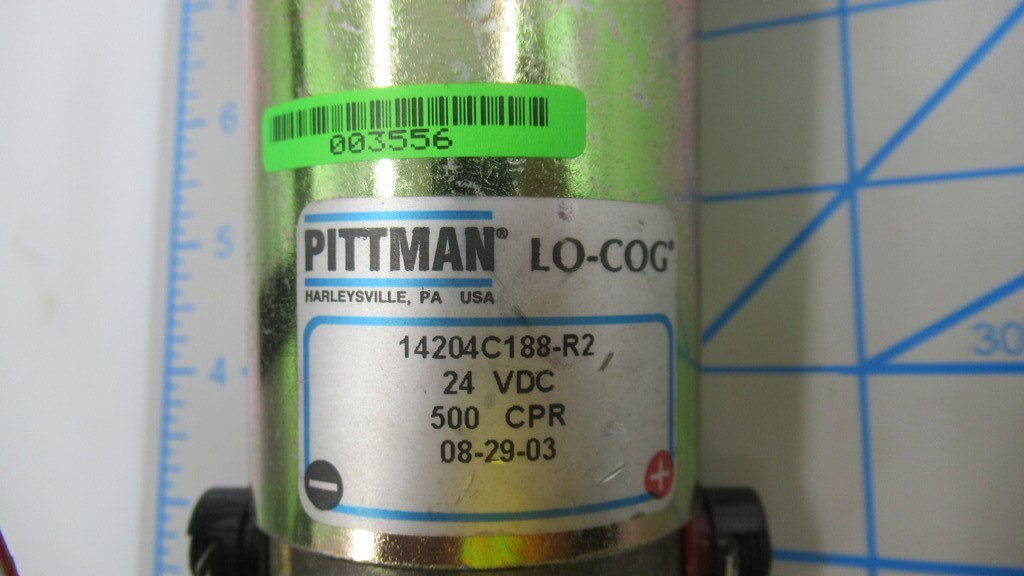 003556
PITTMAN® LO-COG®
HARLEYSVILLE, PA USA
14204C188-R2
24 VDC
500 CPR
08-29-03
−
+
6
5
4
30